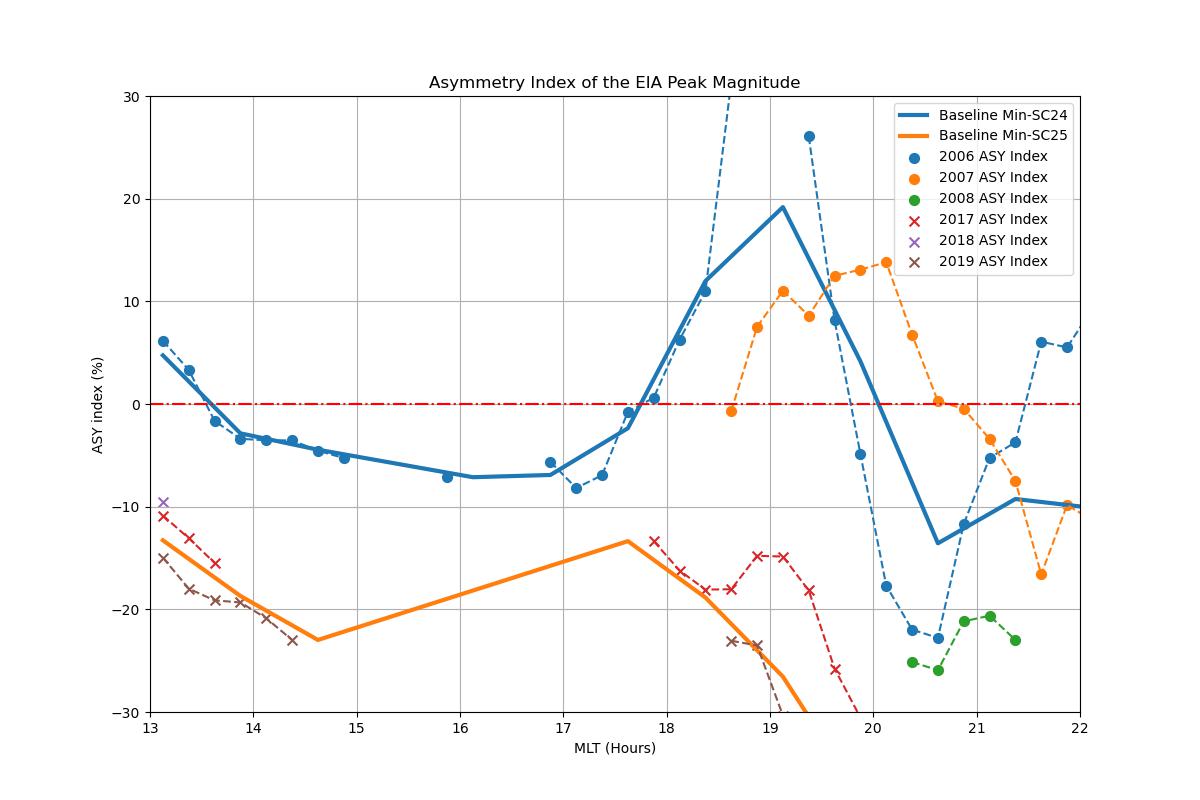 Asymmetry Index of the EIA Peak Magnitude
30
20
10
0
−10
−20
−30
ASY index (%)
13 14 15 16 17 18 19 20 21 22
MLT (Hours)
Baseline Min-SC24
Baseline Min-SC25
2006 ASY Index
2007 ASY Index
2008 ASY Index
2017 ASY Index
2018 ASY Index
2019 ASY Index